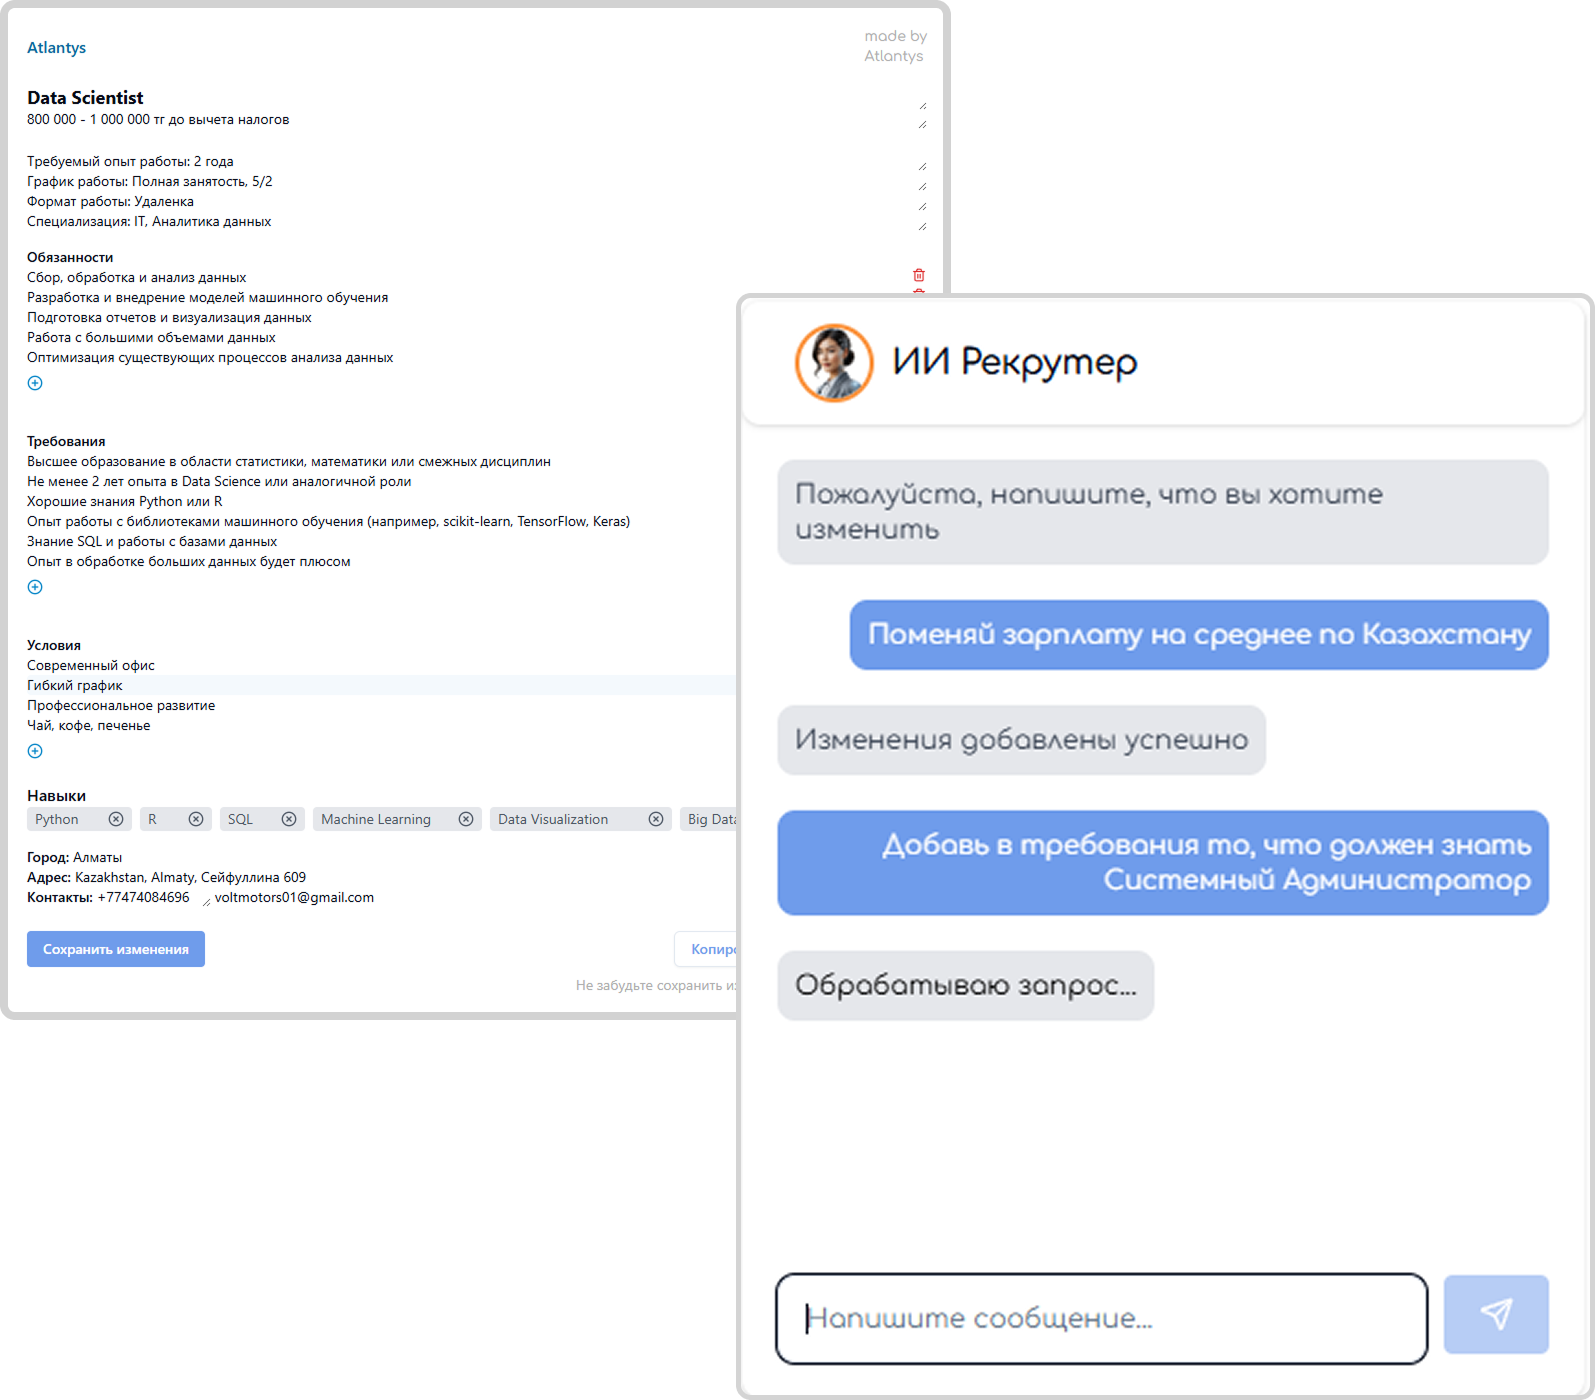 Atlantys
made by
Atlantys
Data Scientist
800 000 - 1 000 000 тг до вычета налогов
Требуемый опыт работы: 2 года
График работы: Полная занятость, 5/2
Формат работы: Удаленка
Специализация: IT, Аналитика данных
Обязанности
Сбор, обработка и анализ данных
Разработка и внедрение моделей машинного обучения
Подготовка отчетов и визуализация данных
Работа с большими объемами данных
Оптимизация существующих процессов анализа данных
Требования
Высшее образование в области статистики, математики или смежных дисциплин
Не менее 2 лет опыта в Data Science или аналогичной роли
Хорошие знания Python или R
Опыт работы с библиотеками машинного обучения (например, scikit-learn, TensorFlow, Keras)
Знание SQL и работы с базами данных
Опыт в обработке больших данных будет плюсом
Условия
Современный офис
Гибкий график
Профессиональное развитие
Чай, кофе, печенье
Навыки
Python R SQL Machine Learning Data Visualization Big Data
Город: Алматы
Адрес: Kazakhstan, Almaty, Сейфуллина 609
Контакты: +77474084696 voltmotors01@gmail.com
Сохранить изменения
Не забудьте сохранить
ИИ Рекрутер
Пожалуйста, напишите, что вы хотите
изменить
Поменяй зарплату на среднее по Казахстану
Изменения добавлены успешно
Добавь в требования то, что должен знать
Системный Администратор
Обрабатываю запрос...
Напишите сообщение...